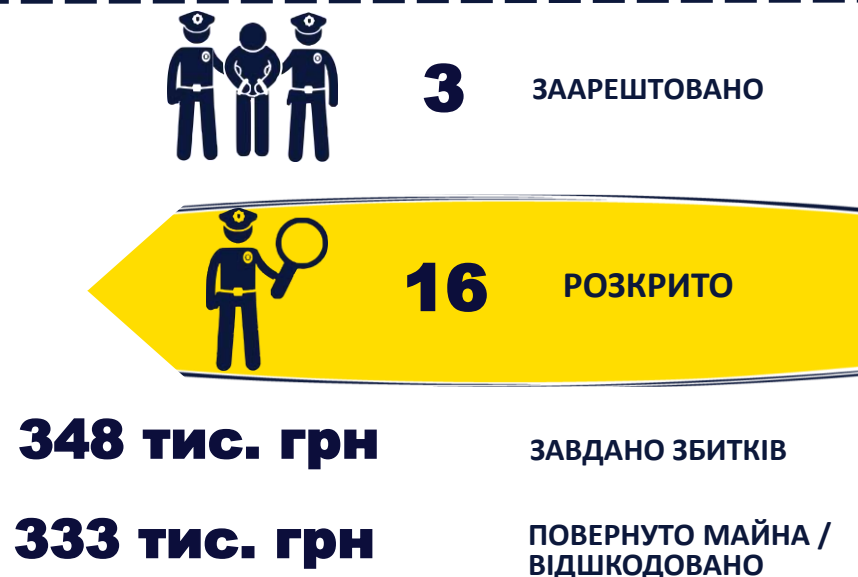 3 ЗААРЕШТОВАНО
16 РОЗКРИТО
348 тис. грн ЗАВДАНО ЗБИТКІВ
333 тис. грн ПОВЕРНУТО МАЙНА /
ВІДШКОДОВАНО